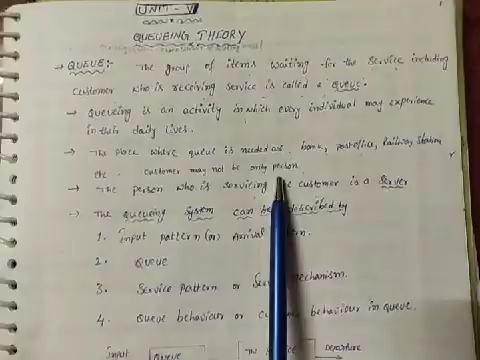 UNIT-V
QUEUEING THEORY
→ QUEUE:- The group of items waiting for the service including
customer who is receiving service is called a Queue.
→ Queueing is an activity in which every individual may experience
in their daily lives.
→ The place where queue is needed are bank, postoffice, Railway station
etc. customer may not be only person.
→ The person who is servicing customer is a Server
→ The Queueing System can be described by
1. Input pattern (or) Arrival
2. Queue
3. Service pattern or mechanism.
4. Queue behaviour or behaviour in queue.
Input Queue Departure